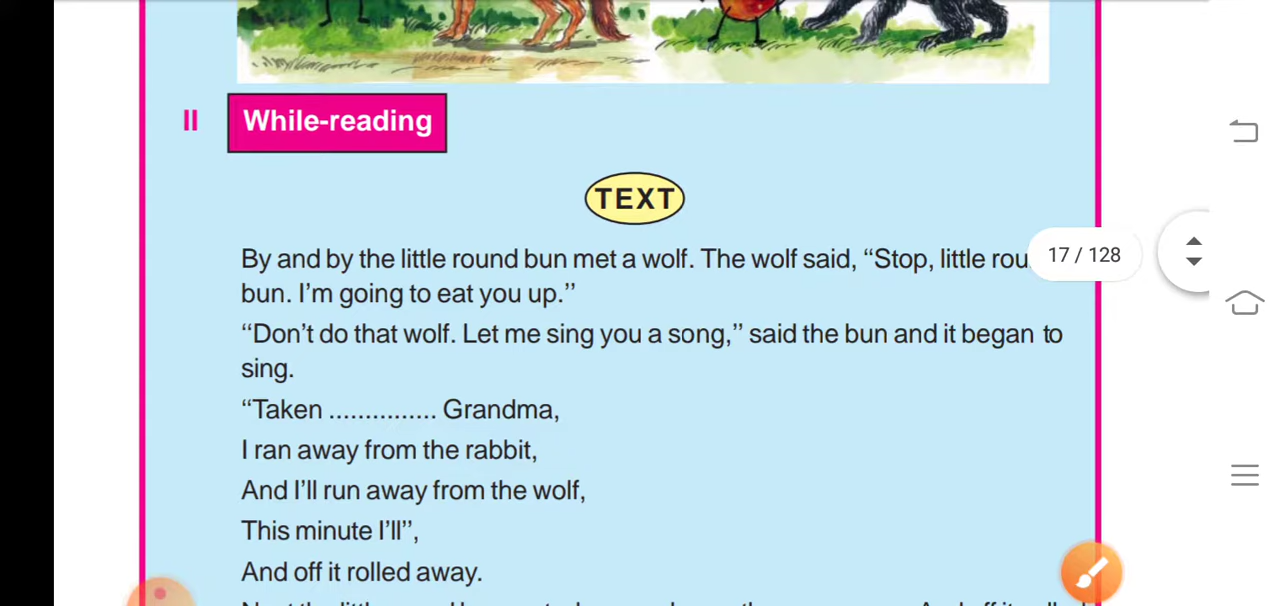 II While-reading
TEXT
By and by the little round bun met a wolf. The wolf said, “Stop, little
bun. I’m going to eat you up.”
17 / 128
“Don’t do that wolf. Let me sing you a song,” said the bun and it began to
sing.
“Taken ............... Grandma,
I ran away from the rabbit,
And I’ll run away from the wolf,
This minute I’ll”,
And off it rolled away.